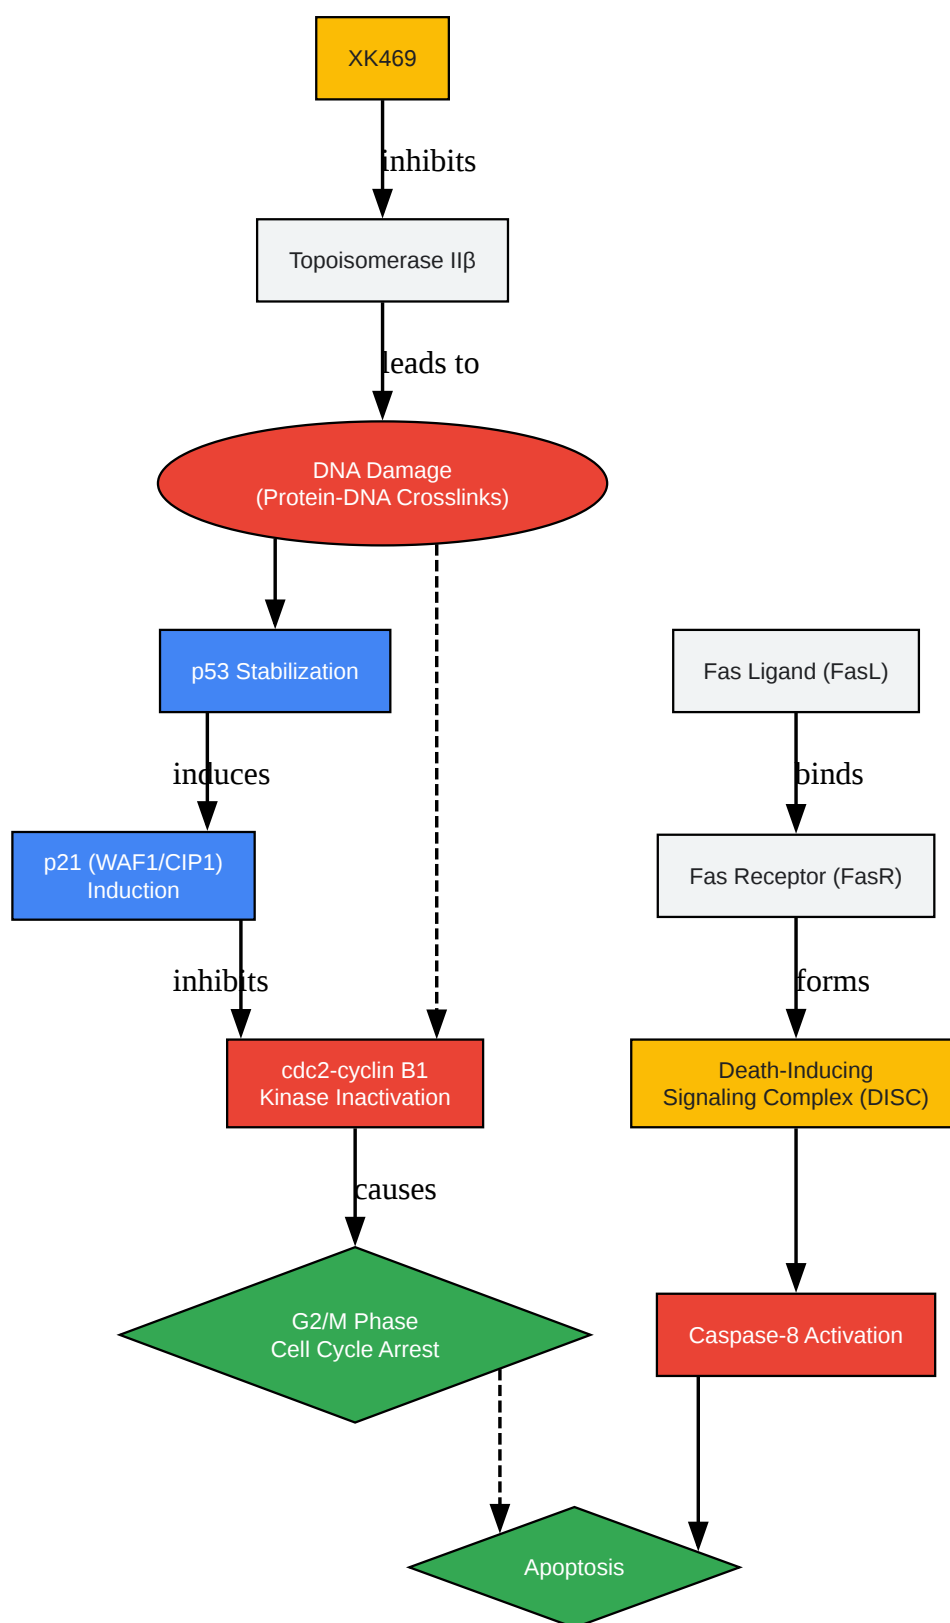 XK469
inhibits
Topoisomerase IIβ
leads to
DNA Damage
(Protein-DNA Crosslinks)
p53 Stabilization
Fas Ligand (FasL)
induces
binds
p21 (WAF1/CIP1)
Induction
Fas Receptor (FasR)
inhibits
forms
cdc2-cyclin B1
Kinase Inactivation
Death-Inducing
Signaling Complex (DISC)
causes
G2/M Phase
Cell Cycle Arrest
Caspase-8 Activation
Apoptosis